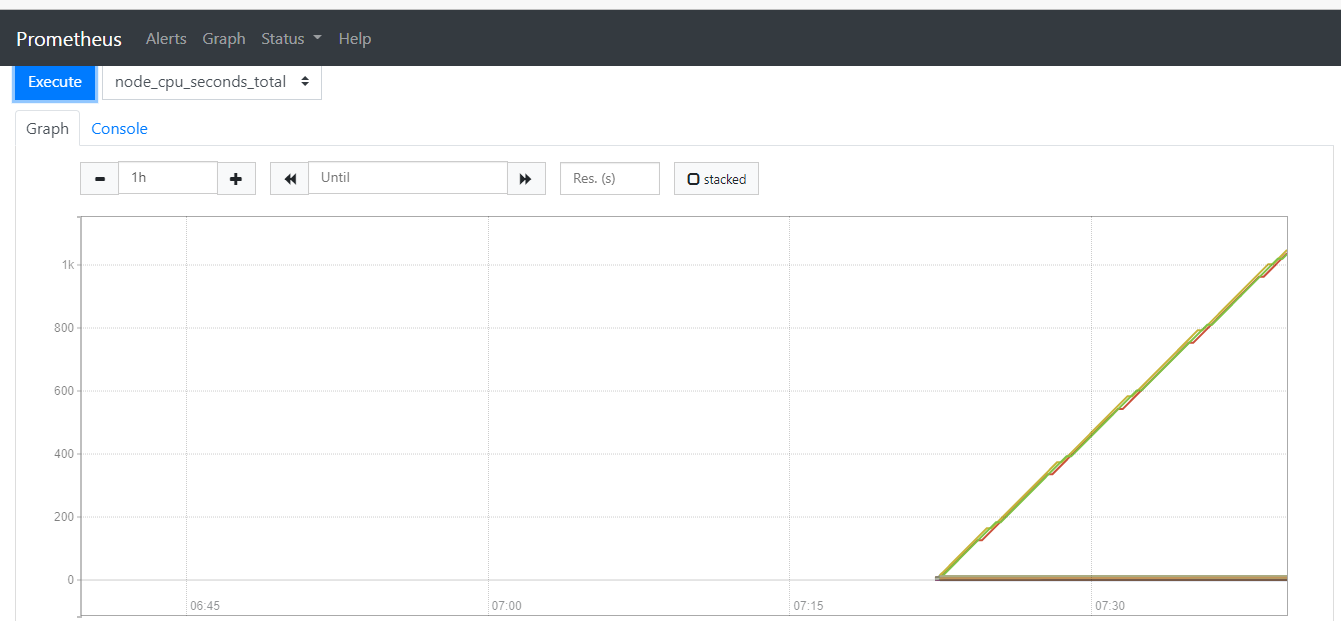 Prometheus Alerts Graph Status Help
Execute node_cpu_seconds_total
Graph Console
1h Until Res. (s) stacked
1k
800
600
400
200
0
06:45 07:00 07:15 07:30